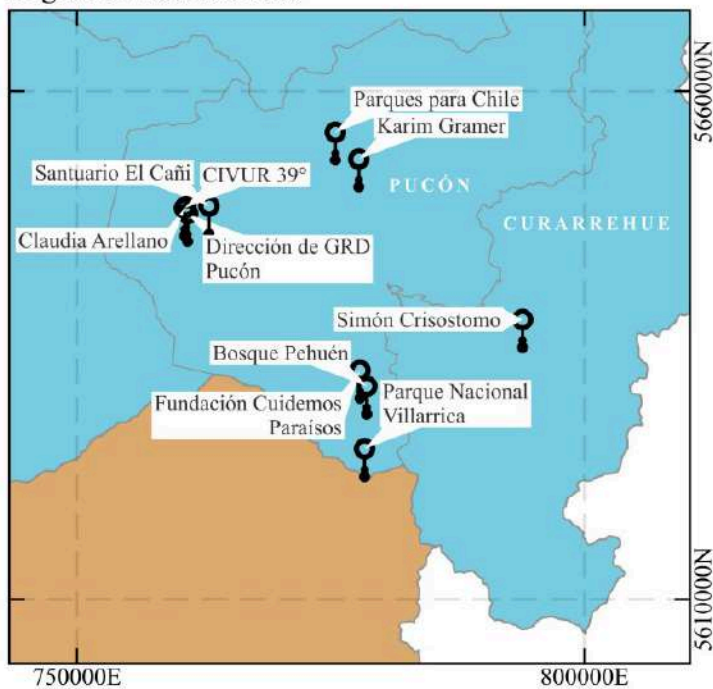 Parques para Chile
Karim Gramer
Santuario El Cañi
CIVUR 39°
PUCÓN
CURARREHUE
Claudia Arellano
Dirección de GRD
Pucón
Simón Crisostomo
Bosque Pehuén
Fundación Cuidemos
Paraísos
Parque Nacional
Villarrica
5660000N
5610000N
750000E
800000E